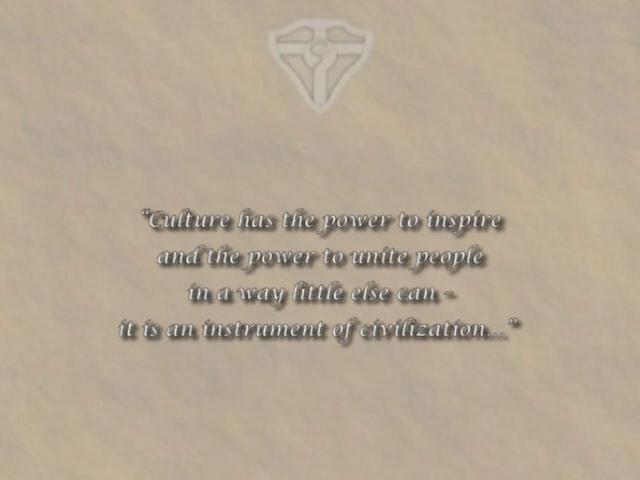 “Culture has the power to inspire
and the power to unite people
in a way little else can -
it is an instrument of civilization...”